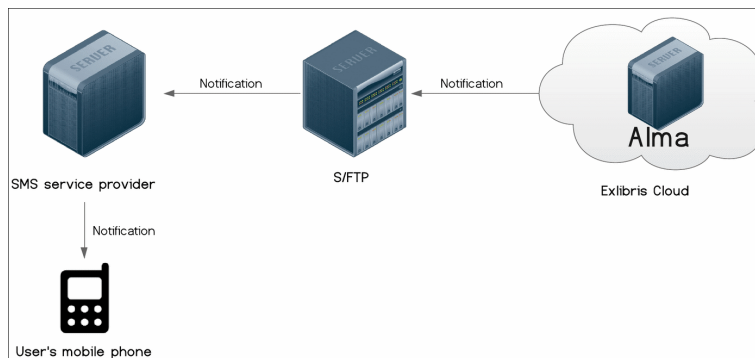 SERVER
SERVER
SERVER
Notification
Notification
Alma
SMS service provider
S/FTP
Exlibris Cloud
Notification
User's mobile phone